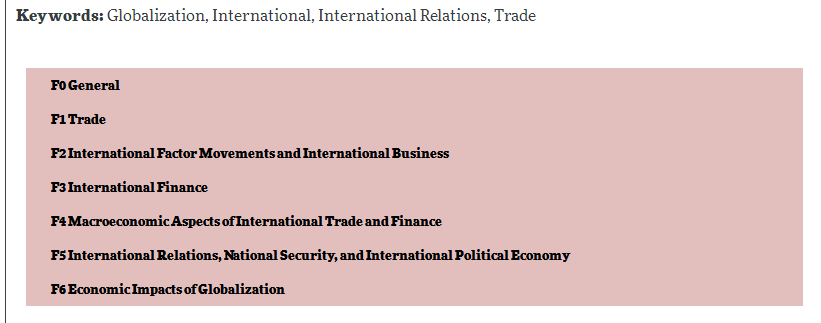 Keywords: Globalization, International, International Relations, Trade
F0 General
F1 Trade
F2 International Factor Movements and International Business
F3 International Finance
F4 Macroeconomic Aspects of International Trade and Finance
F5 International Relations, National Security, and International Political Economy
F6 Economic Impacts of Globalization